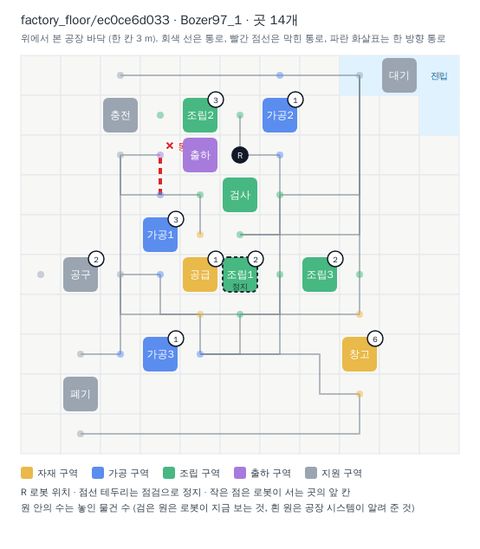 factory_floor/ec0ce6d033 · Bozer97_1 · 곳 14개
위에서 본 공장 바닥 (한 칸 3 m). 회색 선은 통로, 빨간 점선은 막힌 통로, 파란 화살표는 한 방향 통로
대기
충전
조립2
3
가공2
1
출하
R
검사
가공1
3
공구
2
공급
1
조립1
2
정지
조립3
2
가공3
1
창고
6
폐기
자재 구역
가공 구역
조립 구역
출하 구역
지원 구역
R 로봇 위치 · 점선 테두리는 점검으로 정지 · 작은 점은 로봇이 서는 곳의 앞 칸
원 안의 수는 놓인 물건 수 (검은 원은 로봇이 지금 보는 것, 흰 원은 공장 시스템이 알려 준 것)